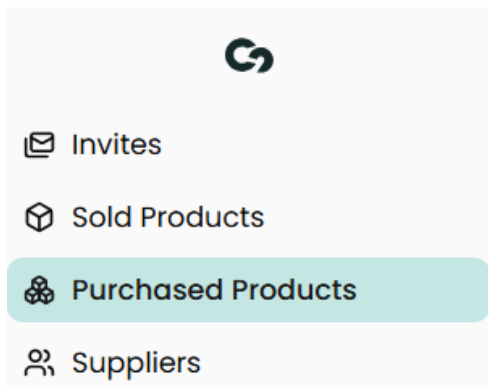 Invites
Sold Products
Purchased Products
Suppliers